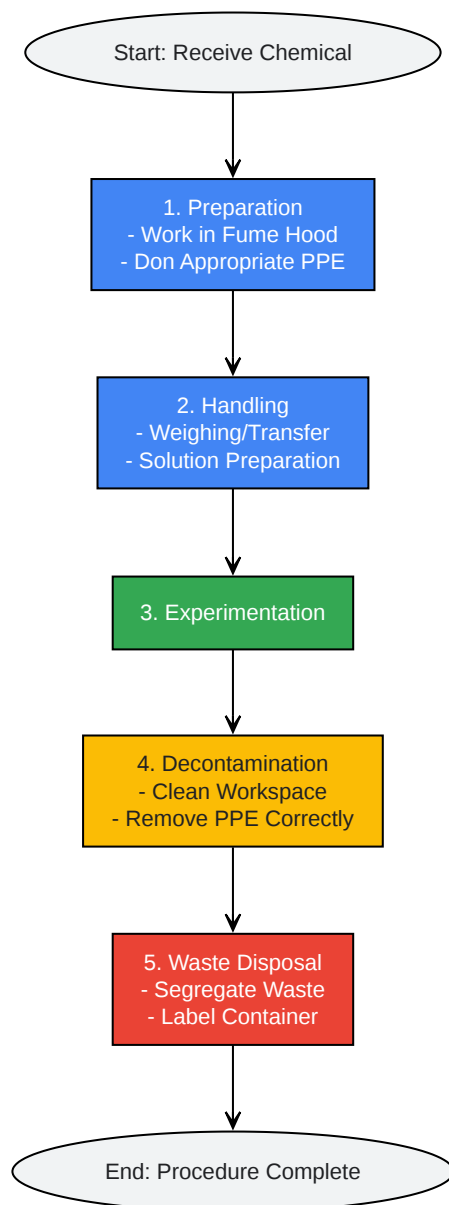 Start: Receive Chemical
1. Preparation
- Work in Fume Hood
- Don Appropriate PPE
2. Handling
- Weighing/Transfer
- Solution Preparation
3. Experimentation
4. Decontamination
- Clean Workspace
- Remove PPE Correctly
5. Waste Disposal
- Segregate Waste
- Label Container
End: Procedure Complete